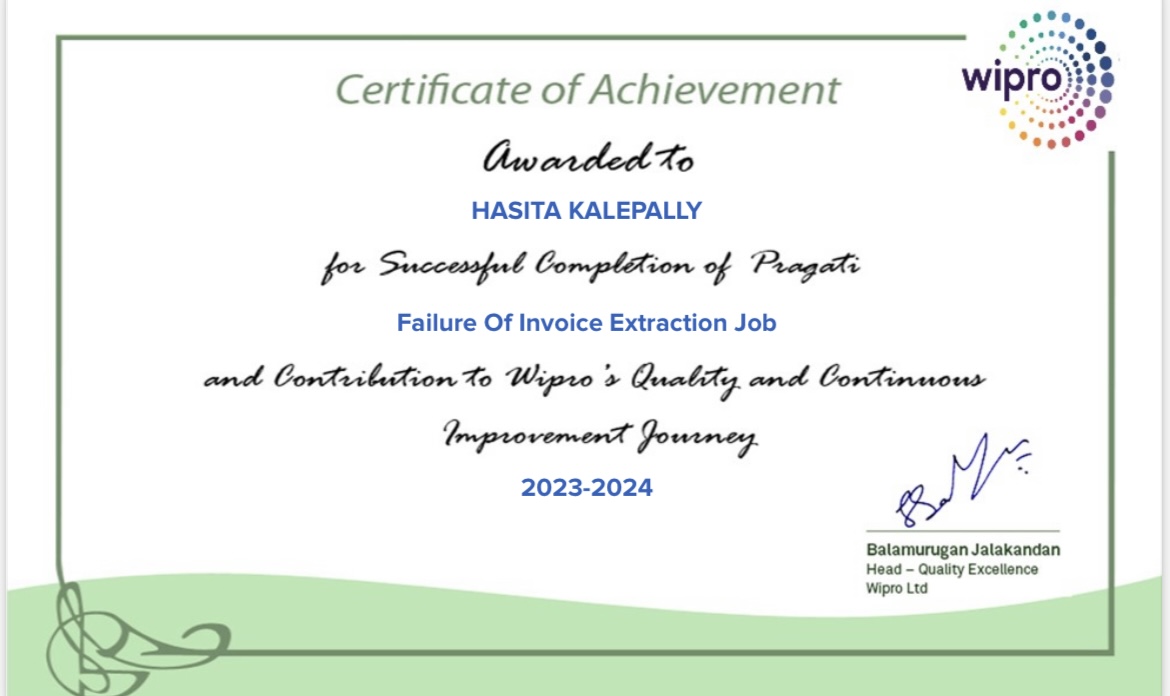 wipro
Certificate of Achievement
Awarded to
HASITA KALEPALLY
for Successful Completion of Pragati
Failure Of Invoice Extraction Job
and Contribution to Wipro's Quality and Continuous
Improvement Journey
2023-2024
Balamurugan Jalakandan
Head – Quality Excellence
Wipro Ltd